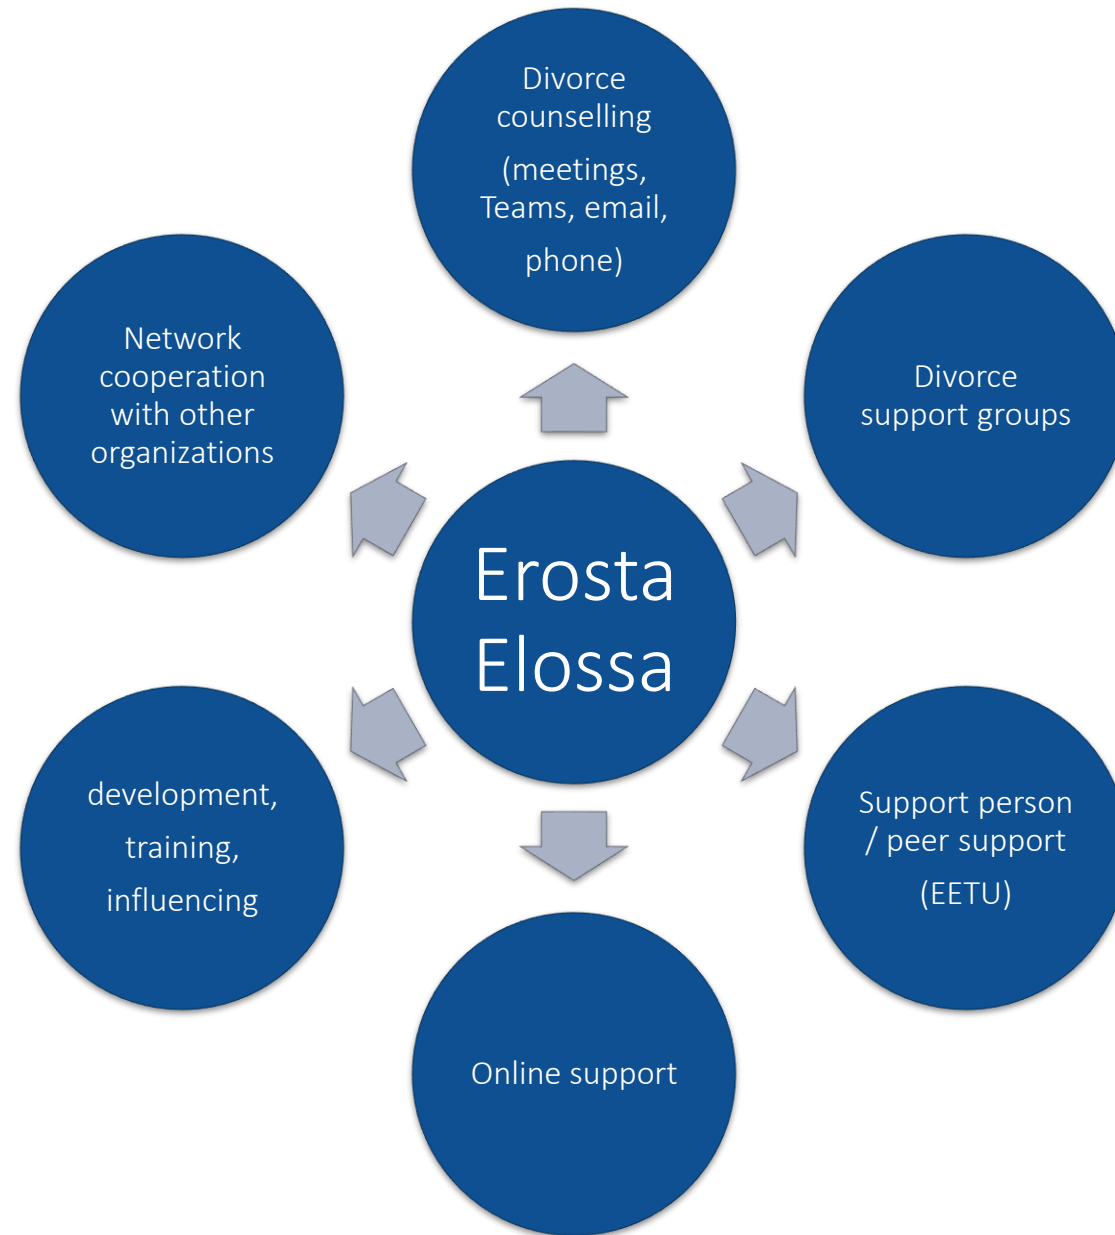 Divorce
counselling
(meetings,
Teams, email,
phone)
Divorce
support groups
Support person
/ peer support
(EETU)
Online support
development,
training,
influencing
Network
cooperation
with other
organizations
Erosta
Elossa